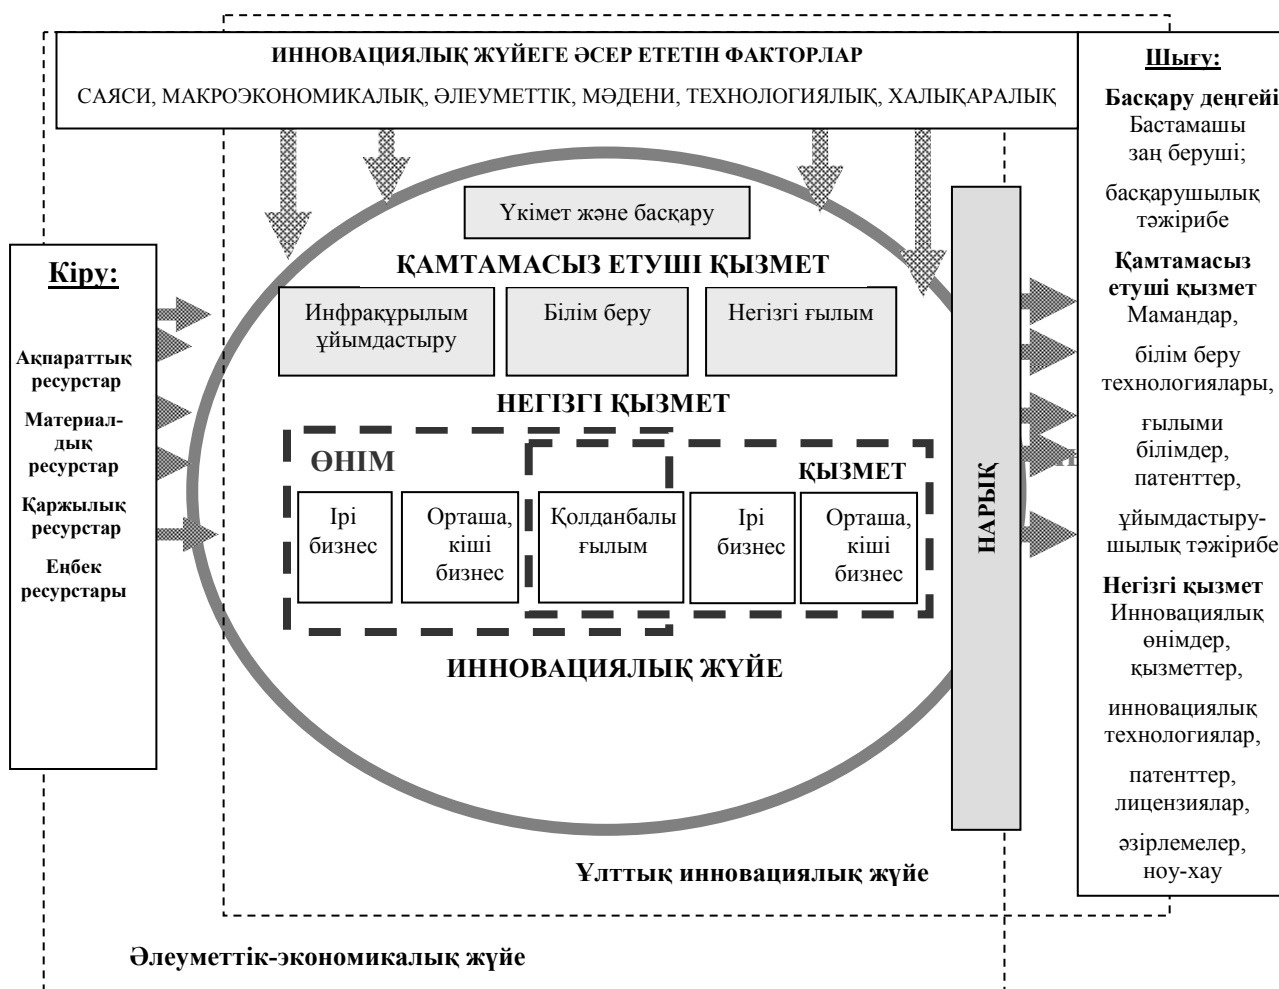 ИННОВАЦИЯЛЫҚ ЖҮЙЕГЕ ӘСЕР ЕТЕТІН ФАКТОРЛАР
САЯСИ, МАКРОЭКОНОМИКАЛЫҚ, ӘЛЕУМЕТТІК, МӘДЕНИ, ТЕХНОЛОГИЯЛЫҚ, ХАЛЫҚАРАЛЫҚ
Кіру:
Ақпараттық
ресурстар
Материал-
дық
ресурстар
Қаржылық
ресурстар
Еңбек
ресурстары
Үкімет және басқару
ҚАМТАМАСЫЗ ЕТУШІ ҚЫЗМЕТ
Инфрақұрылым
ұйымдастыру
Білім беру
Негізгі ғылым
НЕГІЗГІ ҚЫЗМЕТ
ӨНІМ
ҚЫЗМЕТ
Ірі
бизнес
Орташа,
кіші
бизнес
Қолданбалы
ғылым
Ірі
бизнес
Орташа,
кіші
бизнес
ИННОВАЦИЯЛЫҚ ЖҮЙЕ
НАРЫҚ
Шығу:
Басқару деңгейі
Бастамашы
заң беруші;
басқарушылық
тәжірибе
Қамтамасыз
етуші қызмет
Мамандар,
білім беру
технологиялары,
ғылыми
білімдер,
патенттер,
ұйымдастыру-
шылық тәжірибе
Негізгі қызмет
Инновациялық
өнімдер,
қызметтер,
инновациялық
технологиялар,
патенттер,
лицензиялар,
әзірлемелер,
ноу-хау
Ұлттық инновациялық жүйе
Әлеуметтік-экономикалық жүйе